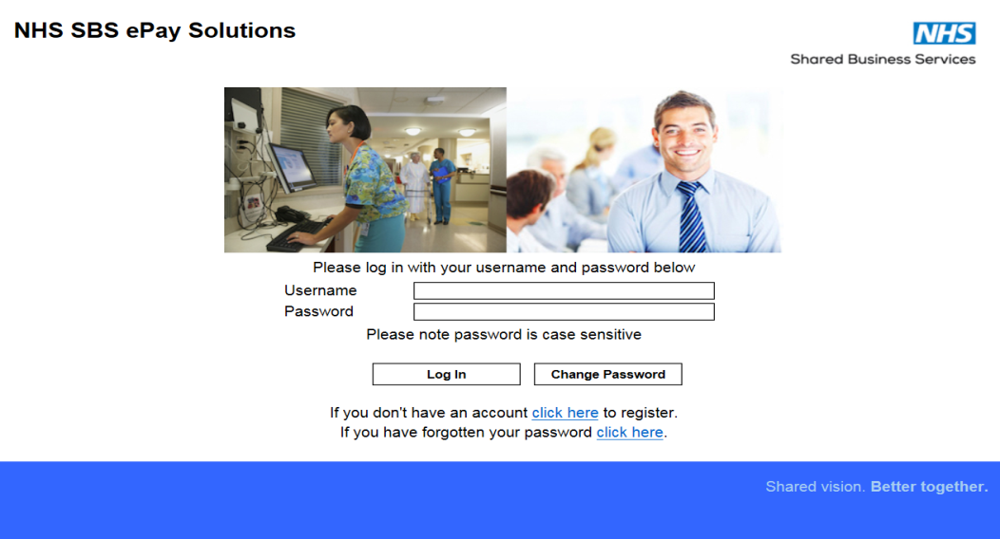 NHS SBS ePay Solutions
NHS
Shared Business Services
Please log in with your username and password below
Username
Password
Please note password is case sensitive
Log In
Change Password
If you don't have an account click here to register.
If you have forgotten your password click here.
Shared vision. Better together.